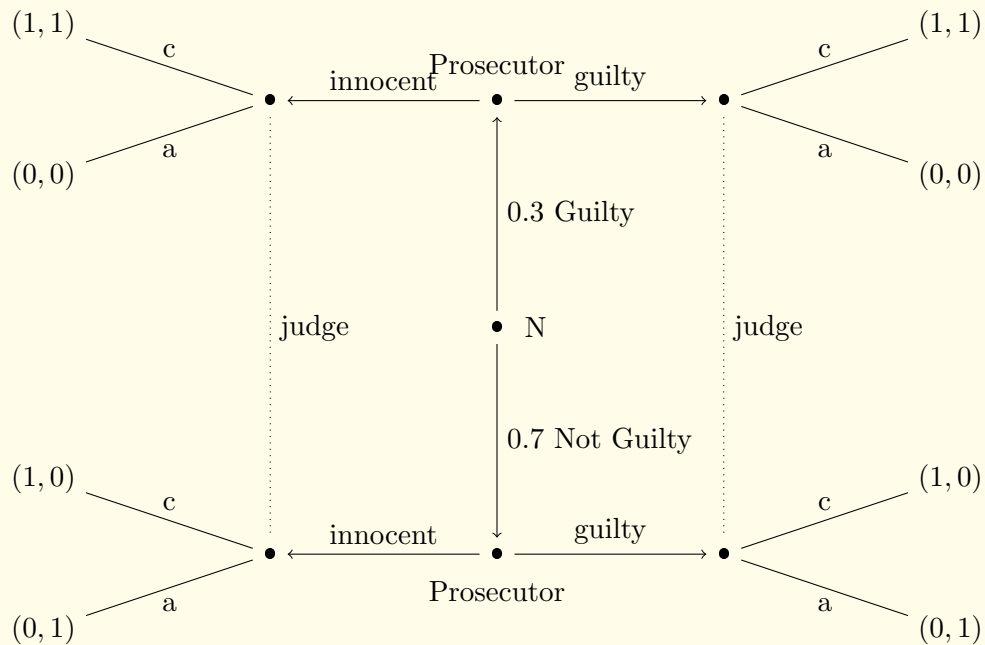 (1, 1)
c
a
(0, 0)
innocent
Prosecutor
guilty
(1, 1)
c
a
(0, 0)
0.3 Guilty
judge
N
judge
0.7 Not Guilty
(1, 0)
c
a
(0, 1)
innocent
guilty
Prosecutor
(1, 0)
c
a
(0, 1)